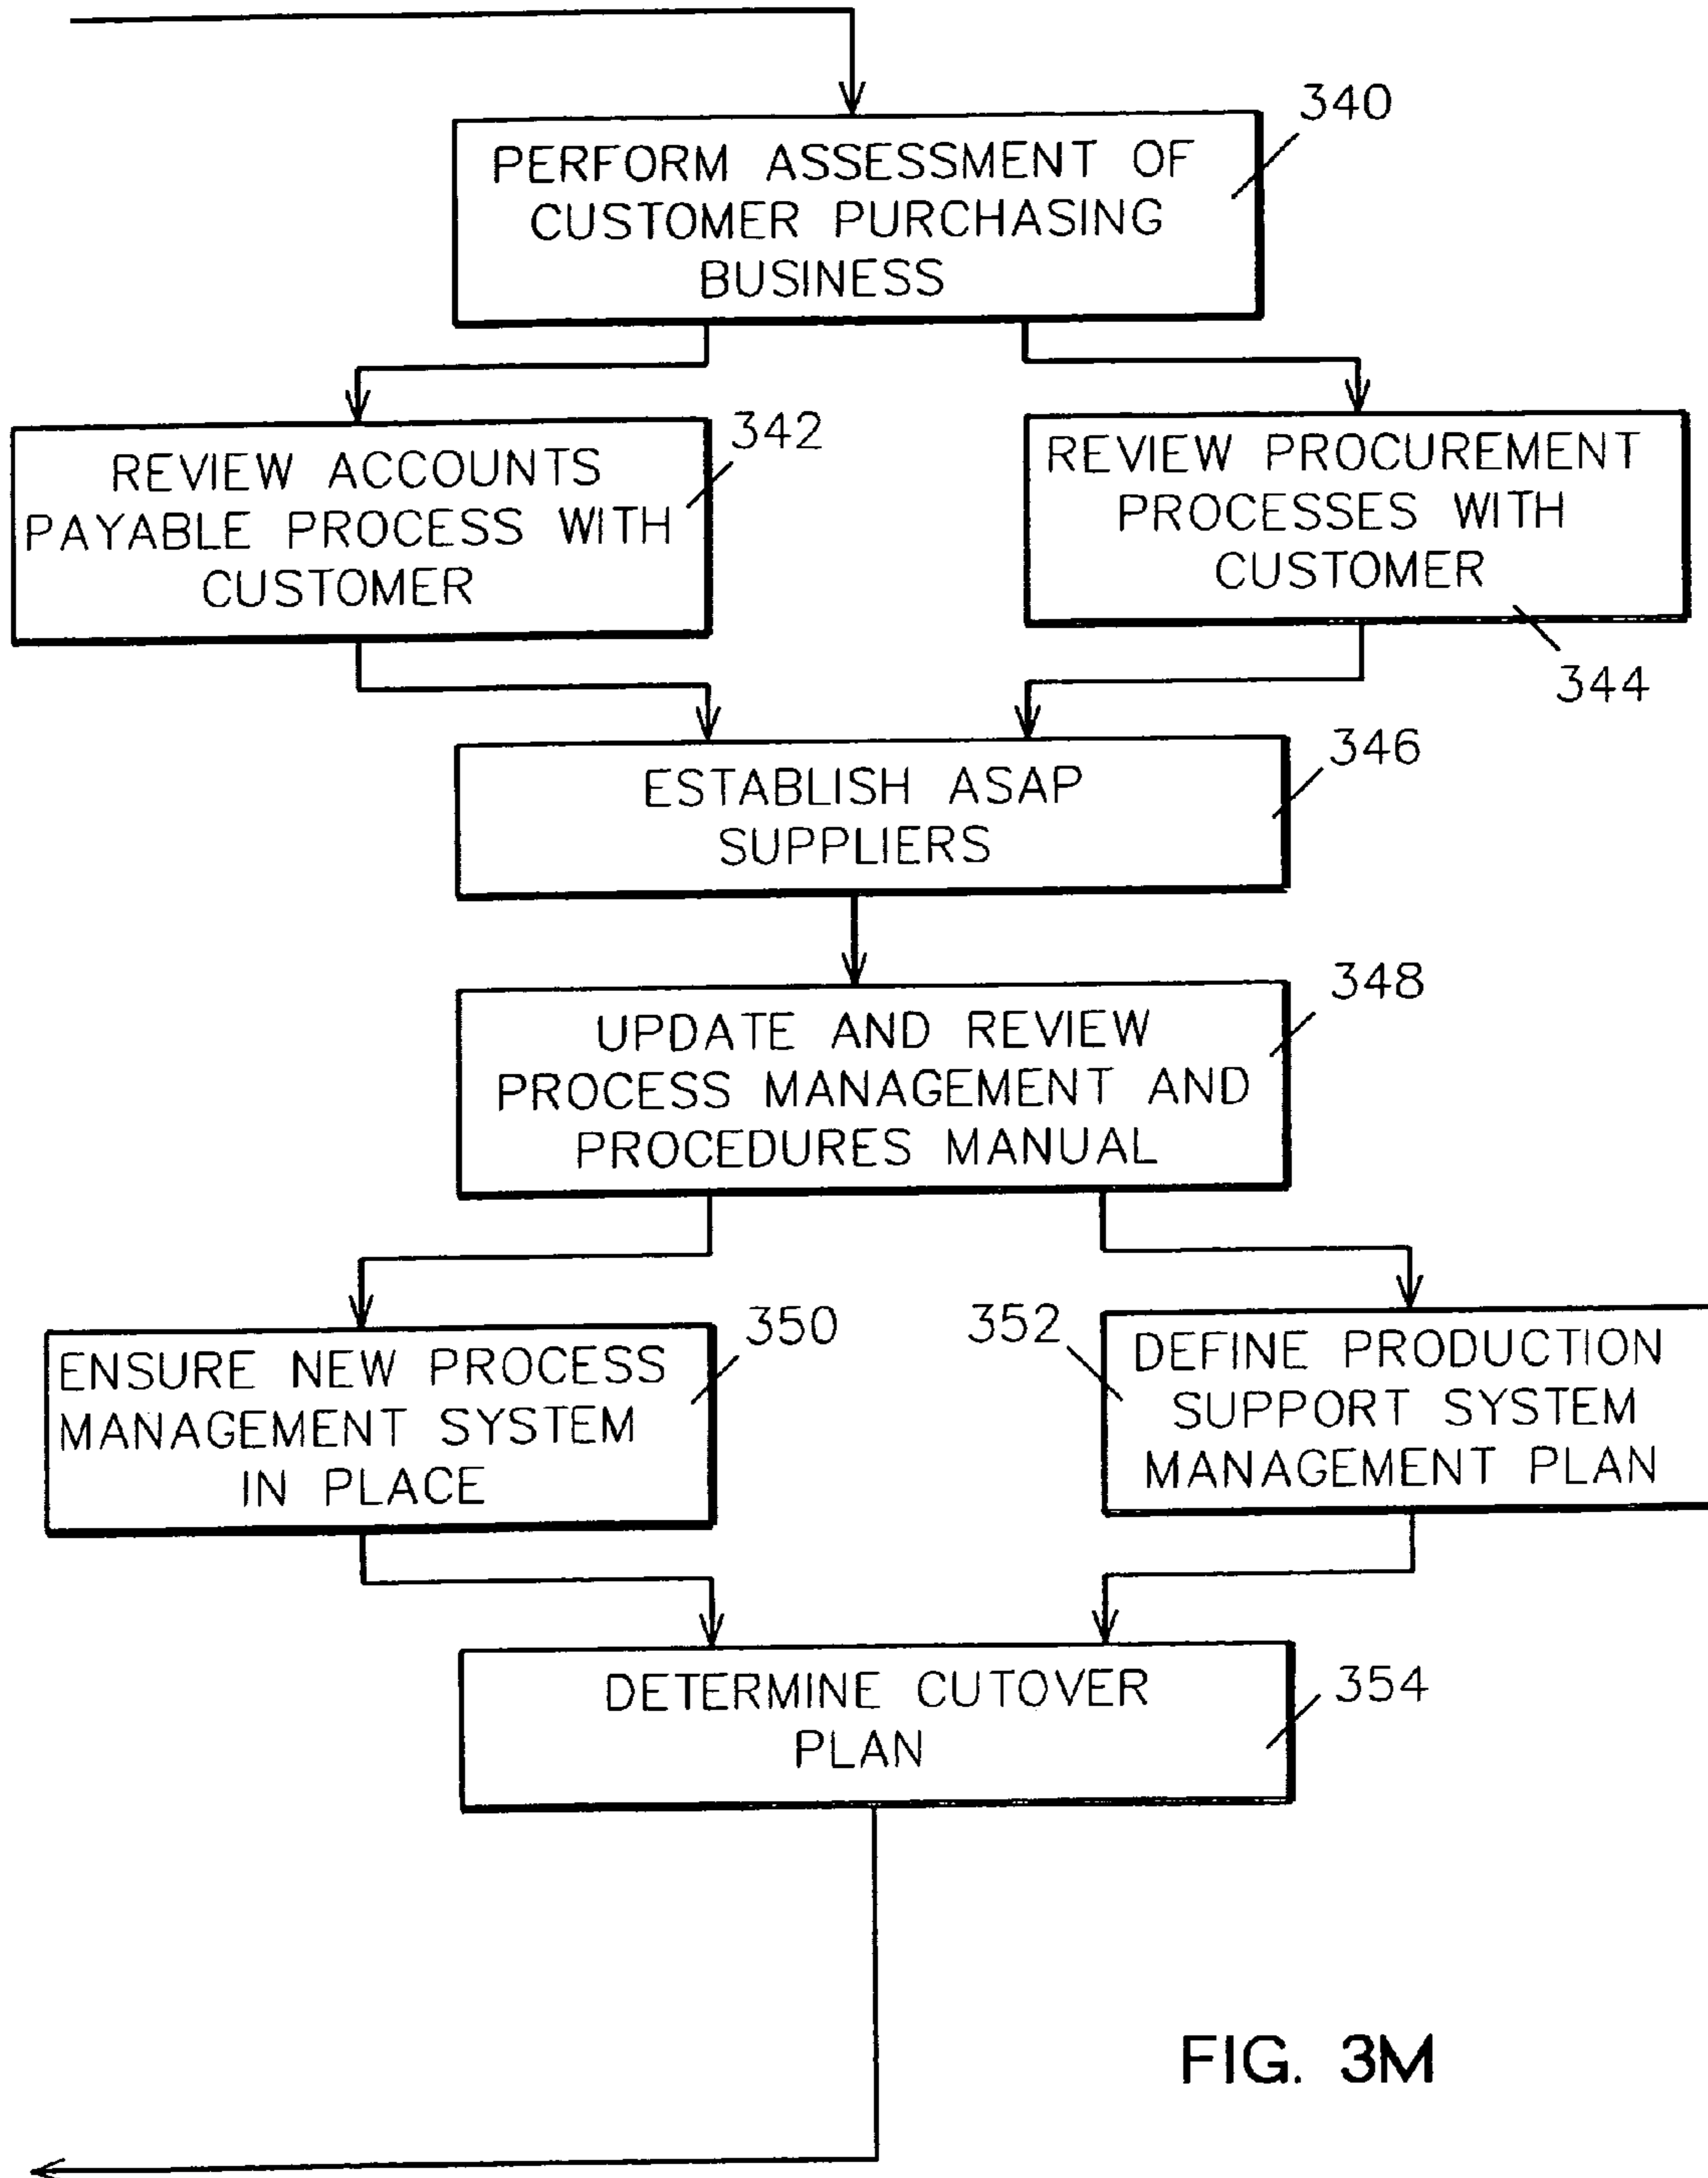 340
PERFORM ASSESSMENT OF
CUSTOMER PURCHASING
BUSINESS
342
REVIEW ACCOUNTS
PAYABLE PROCESS WITH
CUSTOMER
REVIEW PROCUREMENT
PROCESSES WITH
CUSTOMER
344
346
ESTABLISH ASAP
SUPPLIERS
348
UPDATE AND REVIEW
PROCESS MANAGEMENT AND
PROCEDURES MANUAL
350
ENSURE NEW PROCESS
MANAGEMENT SYSTEM
IN PLACE
352
DEFINE PRODUCTION
SUPPORT SYSTEM
MANAGEMENT PLAN
354
DETERMINE CUTOVER
PLAN
FIG. 3M